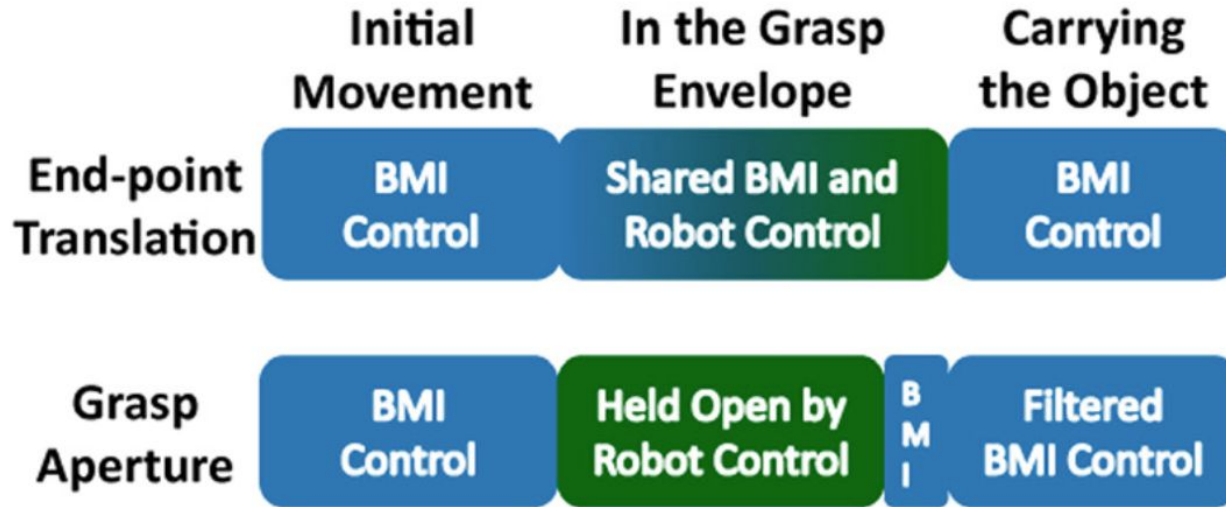 Initial
Movement
In the Grasp
Envelope
Carrying
the Object
End-point
Translation
BMI
Control
Shared BMI and
Robot Control
BMI
Control
Grasp
Aperture
BMI
Control
Held Open by
Robot Control
B
M
I
Filtered
BMI Control